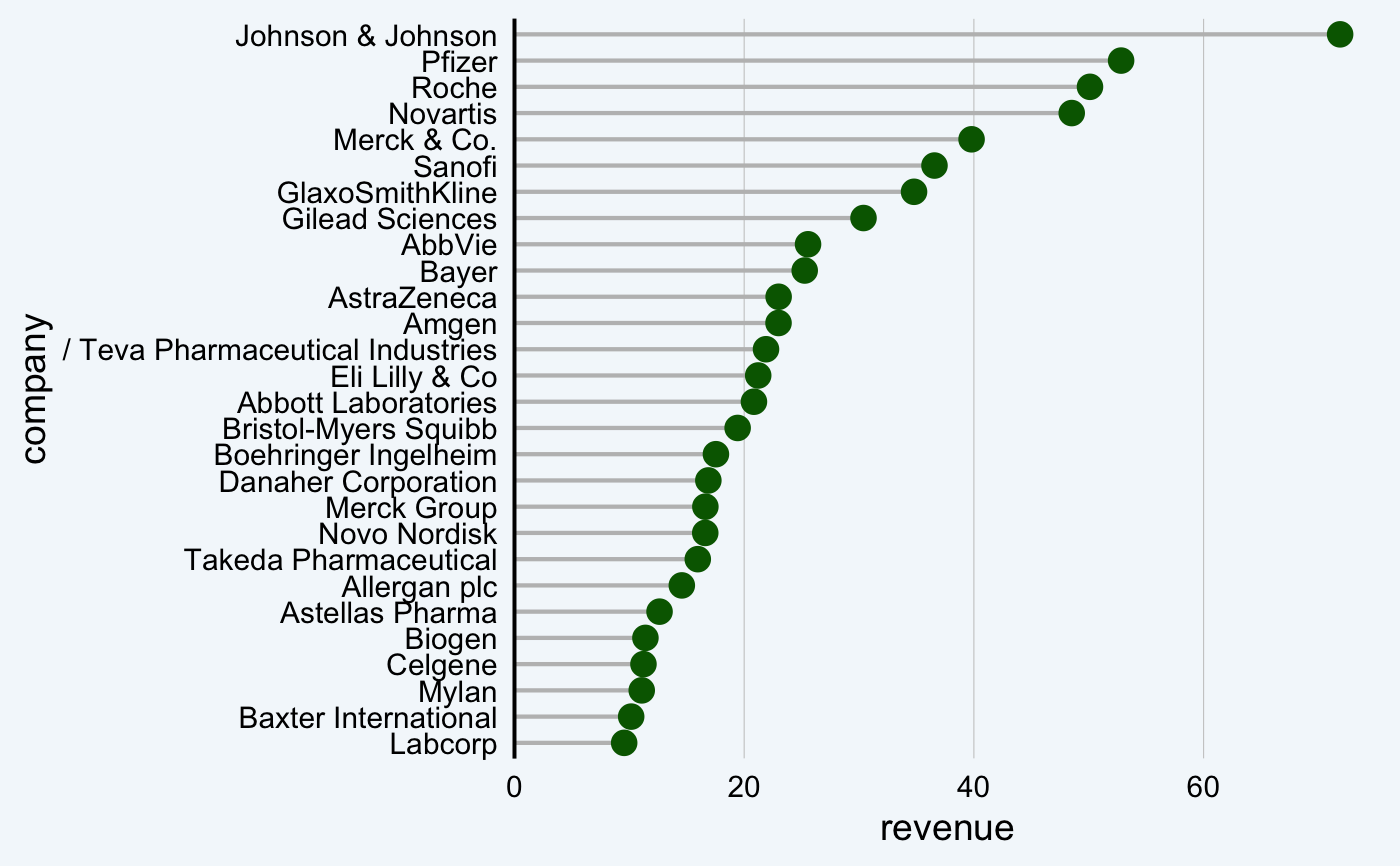 Johnson & Johnson
Pfizer
Roche
Novartis
Merck & Co.
Sanofi
GlaxoSmithKline
Gilead Sciences
AbbVie
Bayer
AstraZeneca
Amgen
/ Teva Pharmaceutical Industries
Eli Lilly & Co
Abbott Laboratories
Bristol-Myers Squibb
Boehringer Ingelheim
Danaher Corporation
Merck Group
Novo Nordisk
Takeda Pharmaceutical
Allergan plc
Astellas Pharma
Biogen
Celgene
Mylan
Baxter International
Labcorp
company
0 20 40 60
revenue